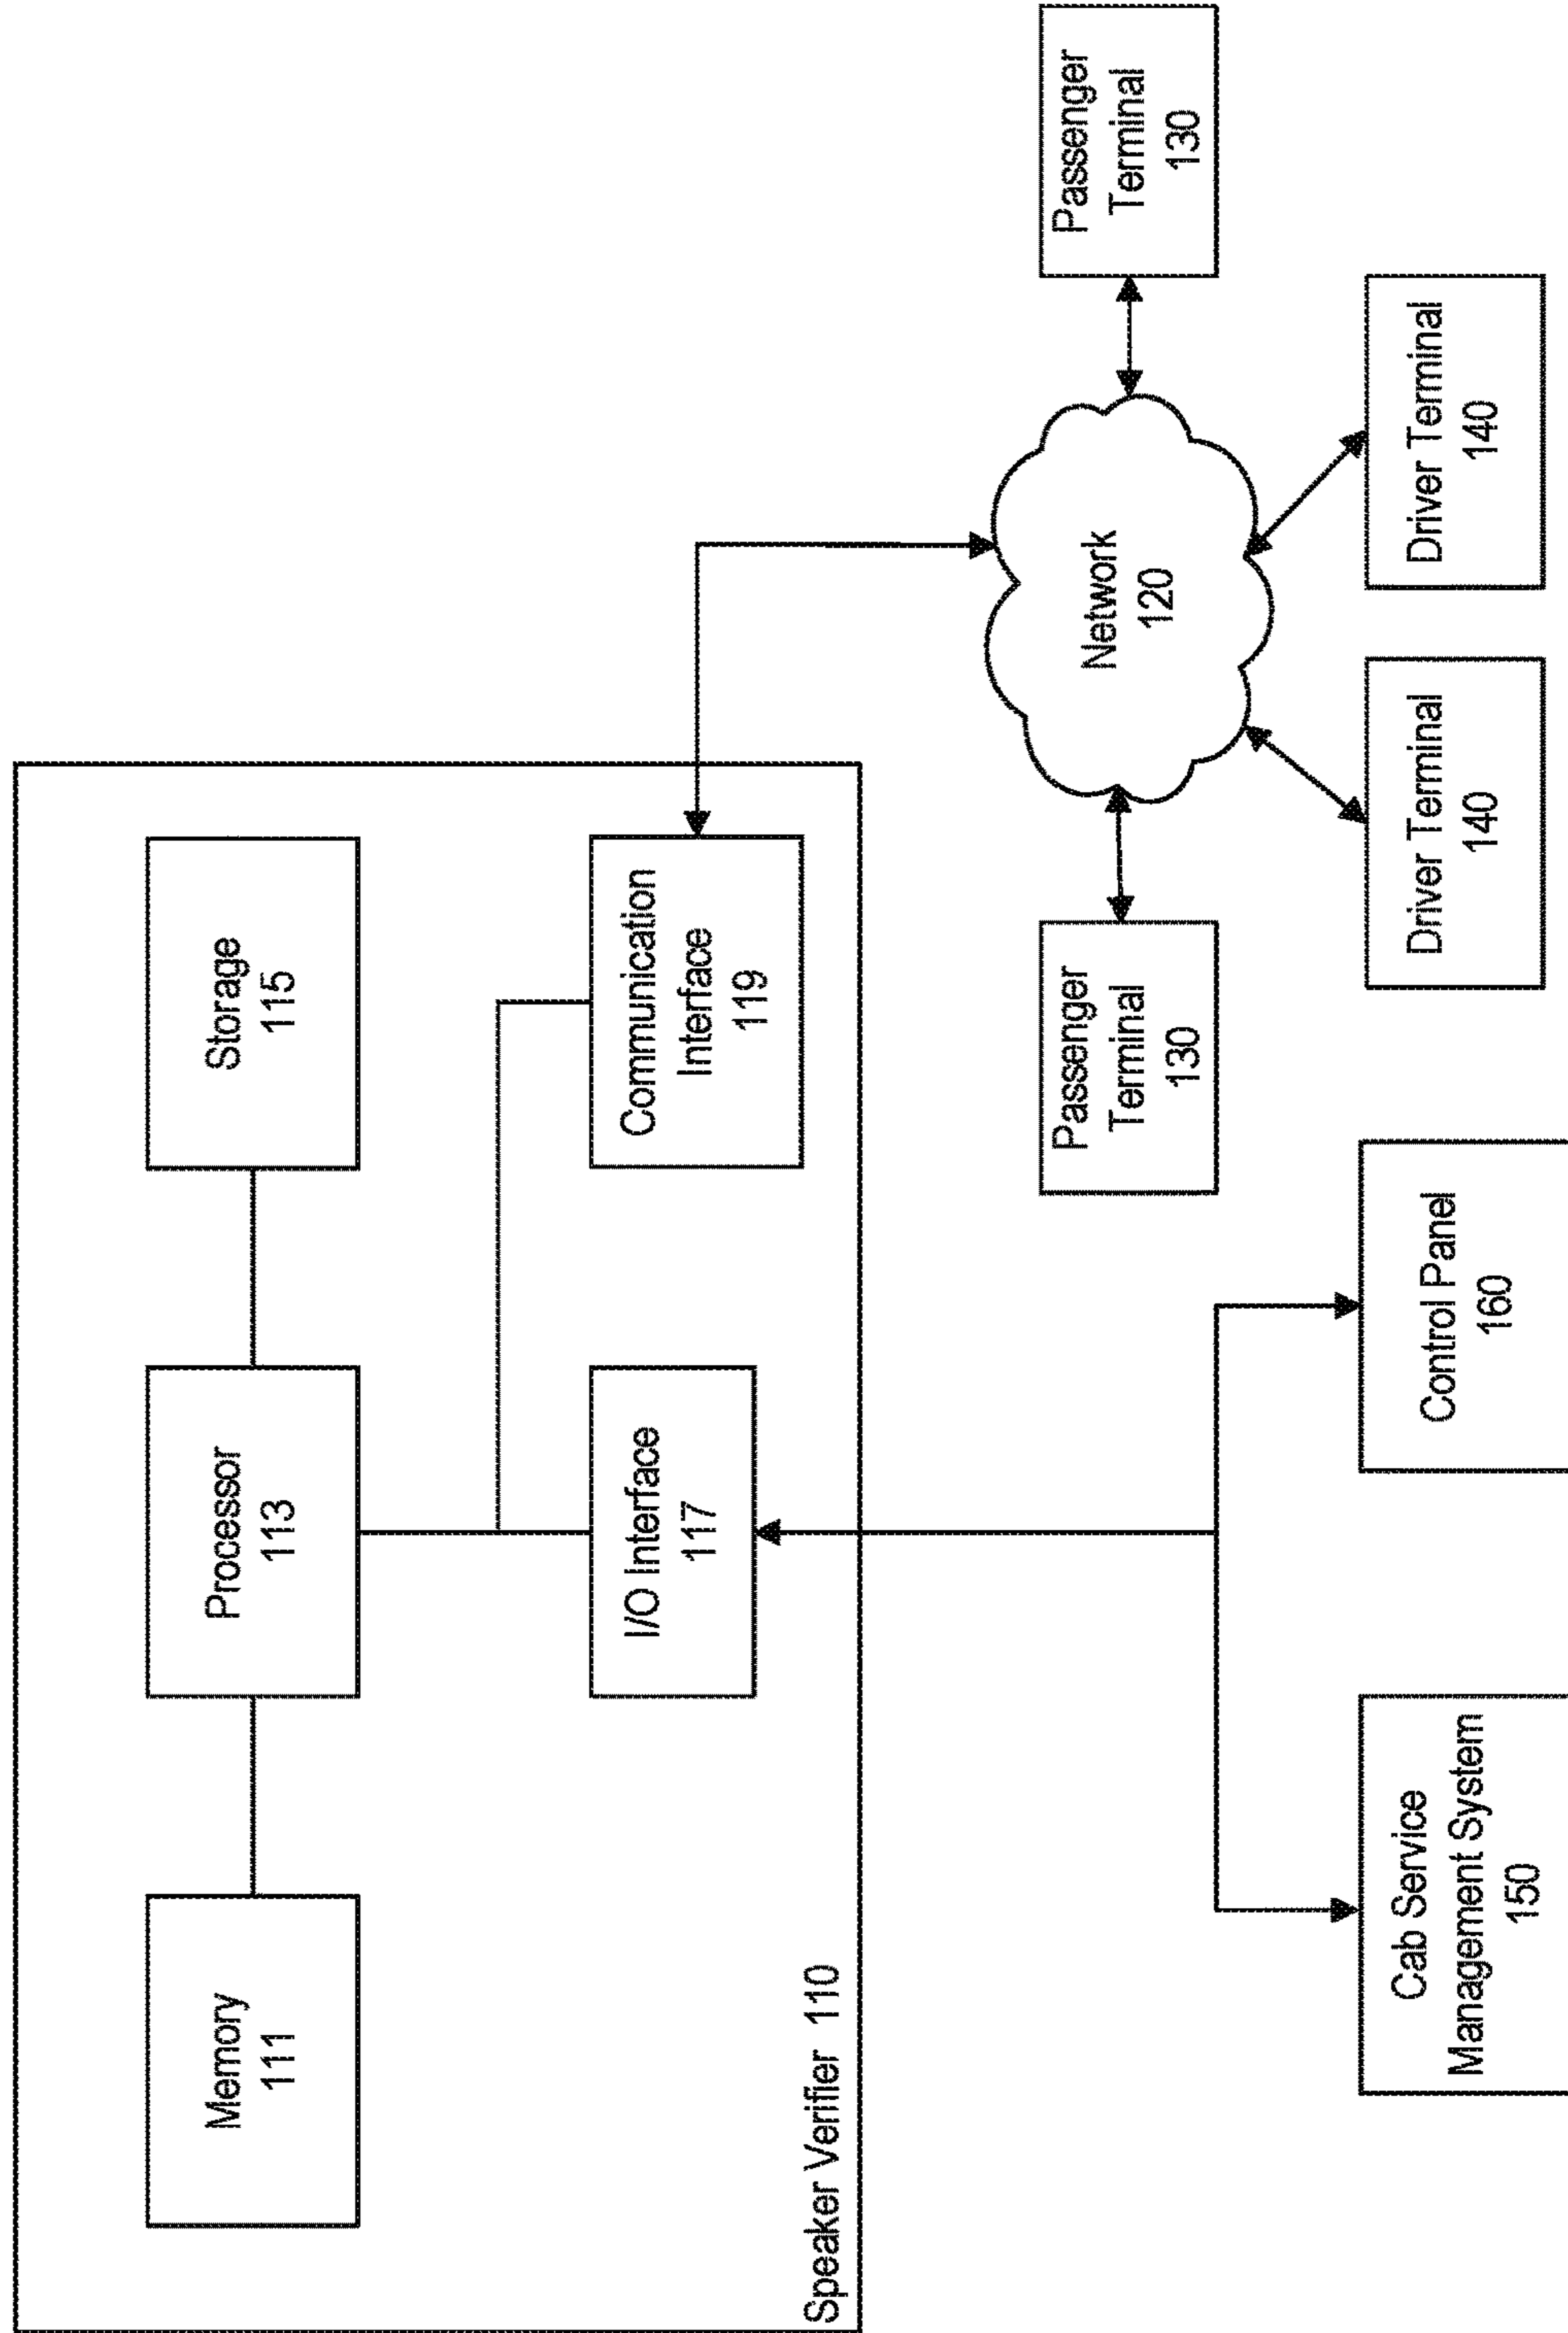 Memory
111
Processor
113
Storage
115
I/O Interface
117
Communication
Interface
119
Speaker Verifier 110
Network
120
Passenger
Terminal
130
Passenger
Terminal
130
Cab Service
Management System
150
Control Panel
160
Driver Terminal
140
Driver Terminal
140